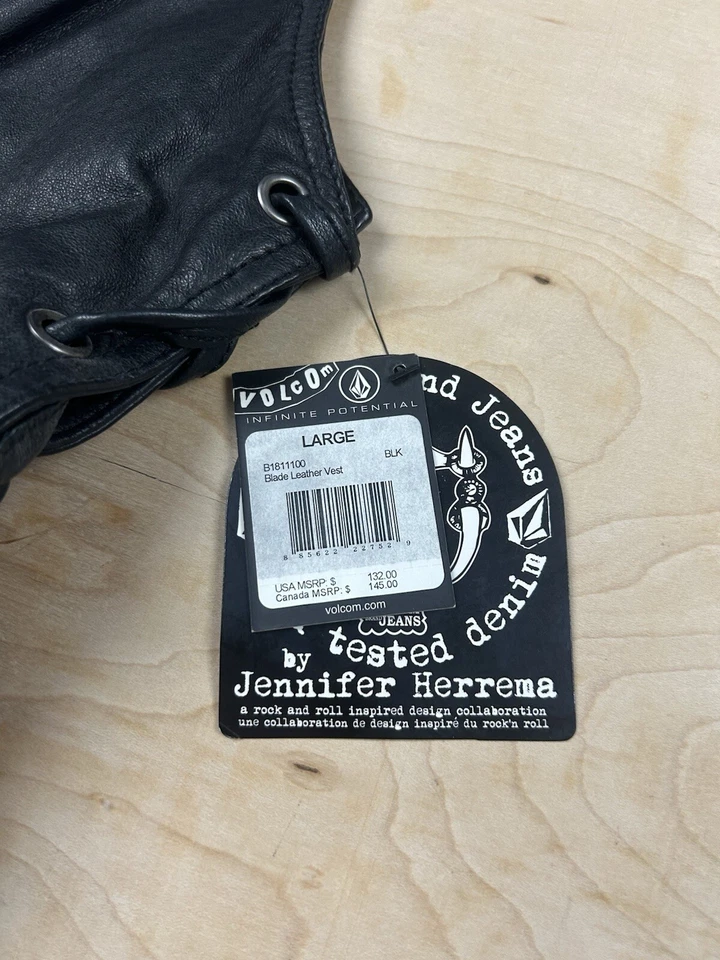 VOLCOM
INFINITE POTENTIAL
LARGE
B1811100 BLK
Blade Leather Vest
8 85622 22752 9
USA MSRP: $ 132.00
Canada MSRP: $ 145.00
volcom.com
Jeans
JEANS
tested denim
by
Jennifer Herrema
a rock and roll inspired design collaboration
une collaboration de design inspiré du rock'n roll